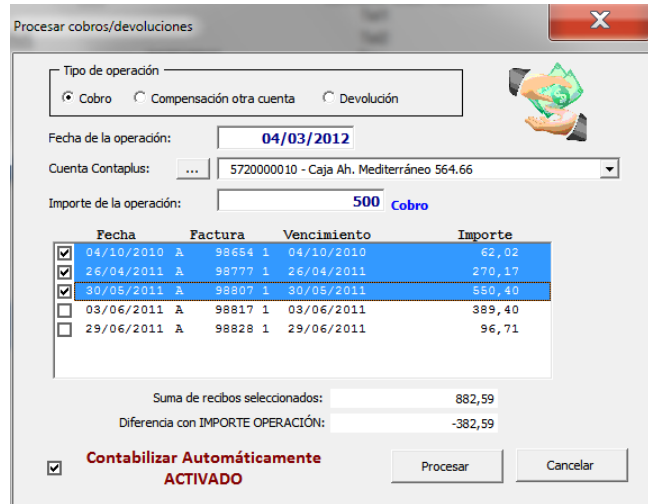 Procesar cobros/devoluciones
X
Tipo de operación
Cobro Compensación otra cuenta Devolución
Fecha de la operación: 04/03/2012
Cuenta Contaplus: ... 5720000010 - Caja Ah. Mediterráneo 564.66
Importe de la operación: 500 Cobro
Fecha Factura Vencimiento Importe
04/10/2010 A 98654 1 04/10/2010 62,02
26/04/2011 A 98777 1 26/04/2011 270,17
30/05/2011 A 98807 1 30/05/2011 550,40
03/06/2011 A 98817 1 03/06/2011 389,40
29/06/2011 A 98828 1 29/06/2011 96,71
Suma de recibos seleccionados: 882,59
Diferencia con IMPORTE OPERACIÓN: -382,59
Contabilizar Automáticamente
ACTIVADO
Procesar Cancelar